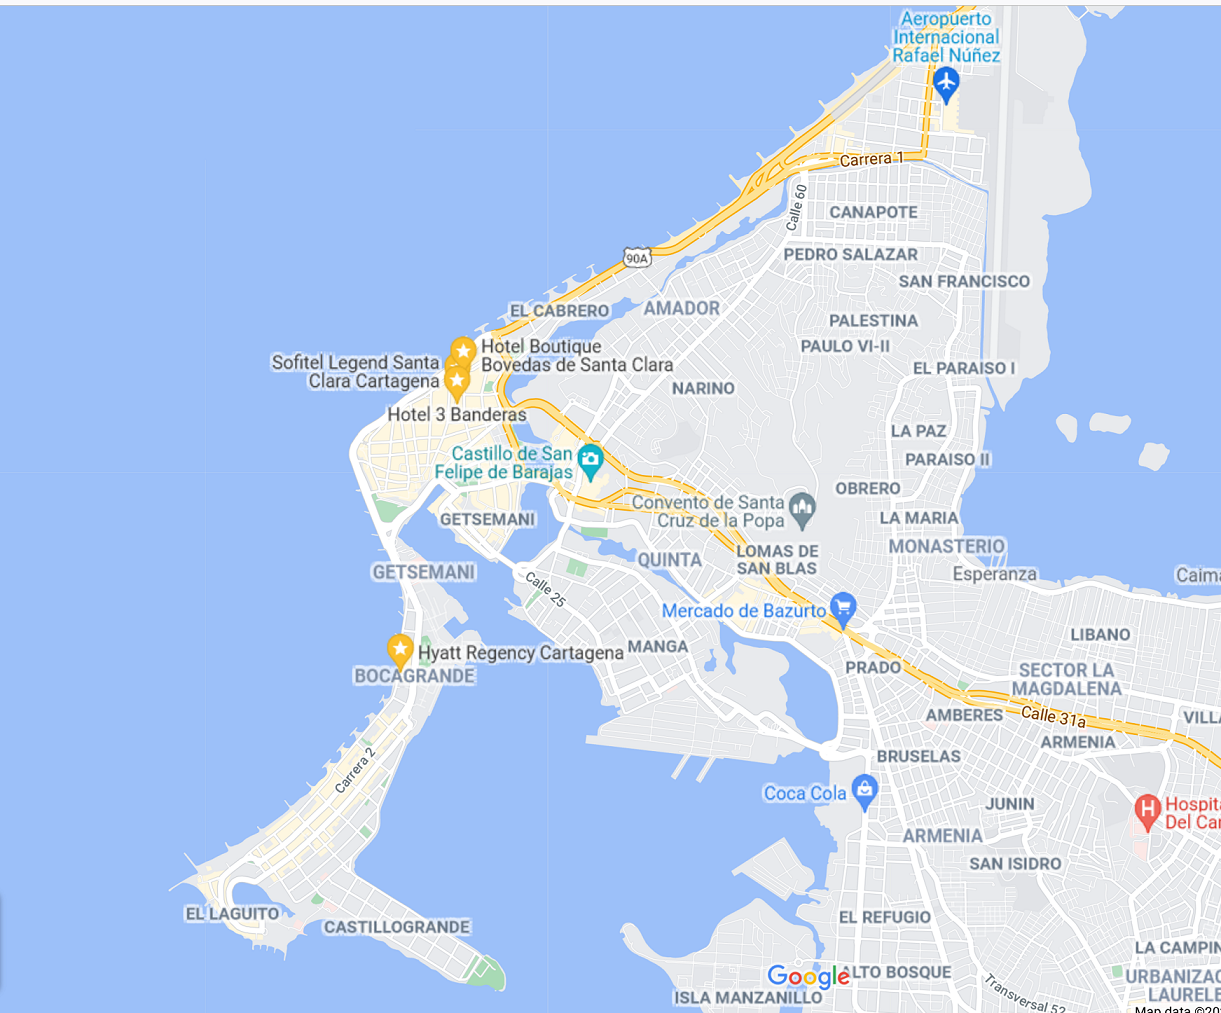 Aeropuerto
Internacional
Rafael Núñez
Carrera 1
Calle 60
CANAPOTE
90A
PEDRO SALAZAR
SAN FRANCISCO
EL CABRERO
AMADOR
PALESTINA
PAULO VI-II
Hotel Boutique
Bovedas de Santa Clara
Sofitel Legend Santa
Clara Cartagena
EL PARAISO I
NARINO
Hotel 3 Banderas
LA PAZ
Castillo de San
Felipe de Barajas
PARAISO II
OBRERO
Convento de Santa
Cruz de la Popa
GETSEMANI
LA MARIA
MONASTERIO
LOMAS DE
SAN BLAS
QUINTA
GETSEMANI
Esperanza
Caima
Calle 25
Mercado de Bazurto
LIBANO
Hyatt Regency Cartagena
MANGA
BOCAGRANDE
PRADO
SECTOR LA
MAGDALENA
AMBERES
Calle 31a
VILLA
ARMENIA
BRUSELAS
Carrera 2
Coca Cola
JUNIN
Hospita
Del Car
ARMENIA
SAN ISIDRO
EL LAGUITO
CASTILLOGRANDE
EL REFUGIO
LA CAMPIN
Google
ALTO BOSQUE
URBANIZAC
LAURELE
ISLA MANZANILLO
Transversal 52
Map data ©20